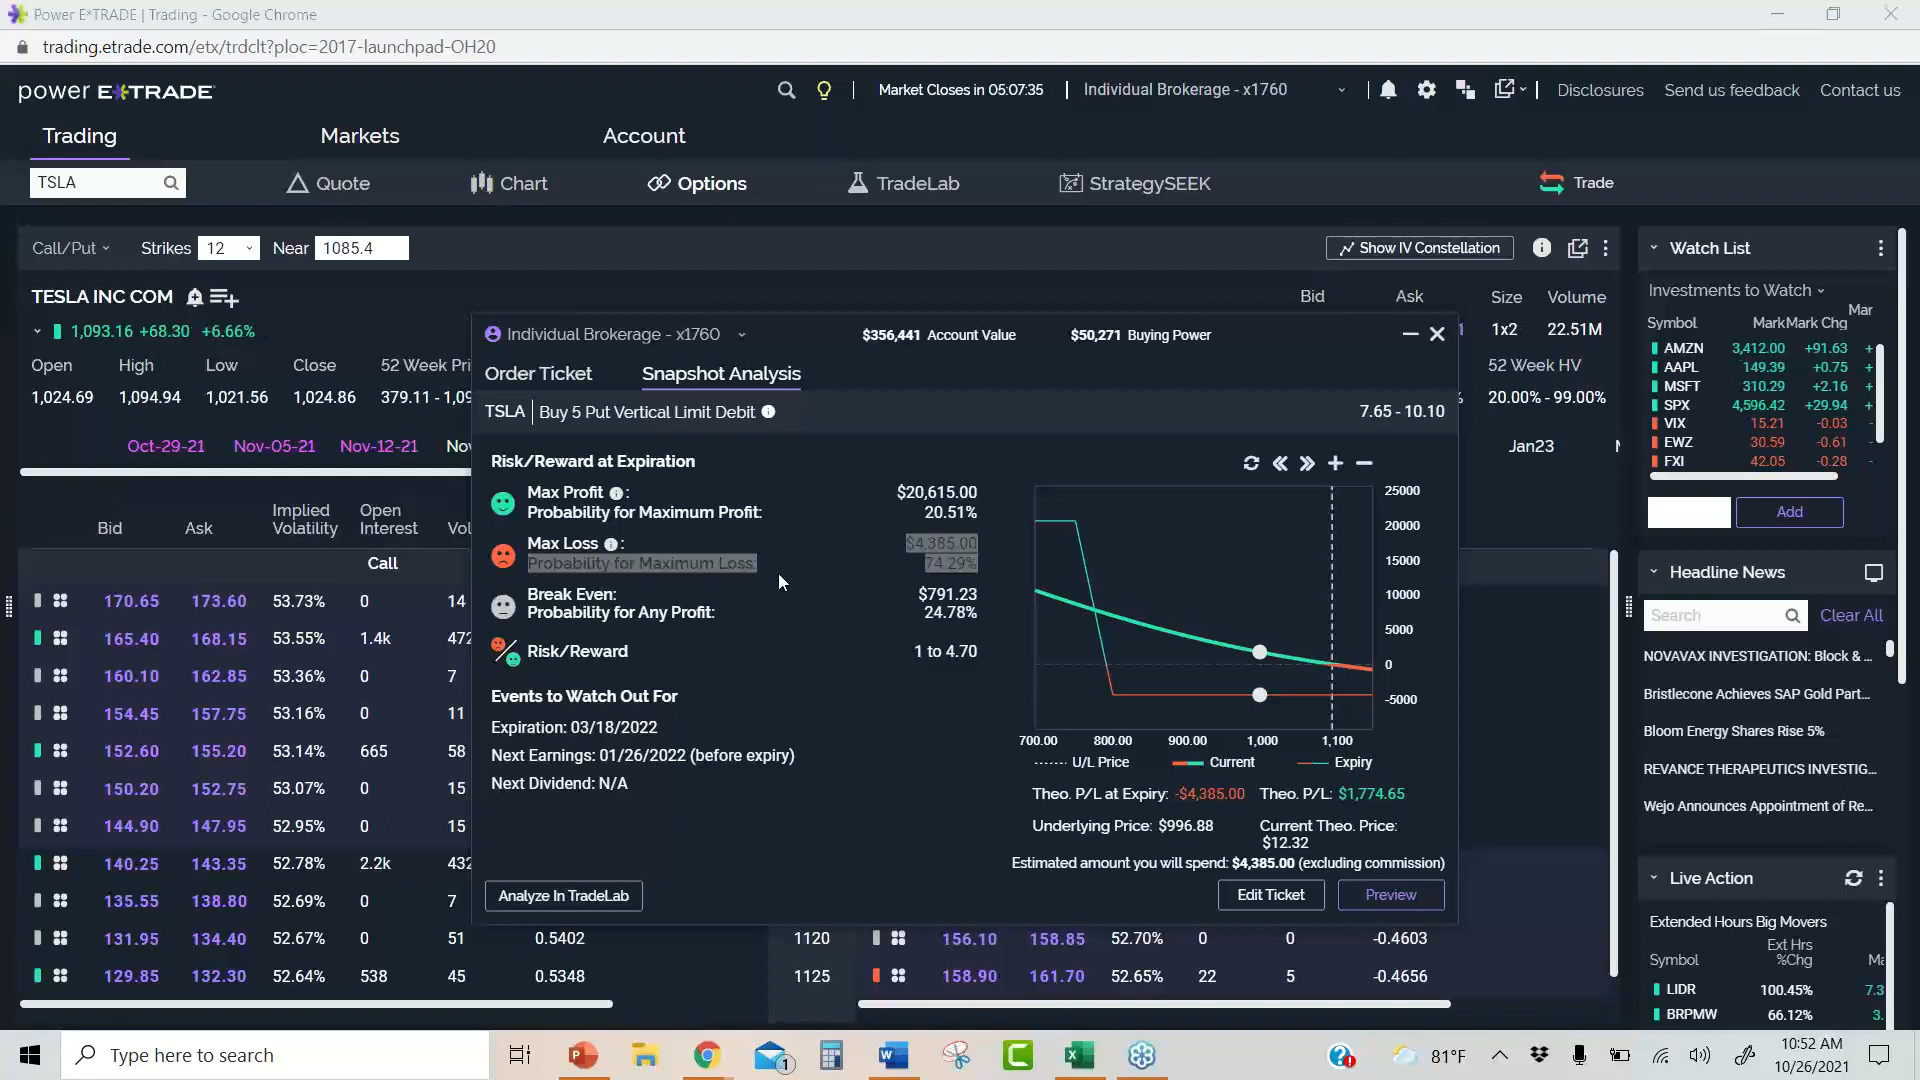 Power E*TRADE | Trading - Google Chrome
trading.etrade.com/etx/trdclt?ploc=2017-launchpad-OH20
power E*TRADE
Market Closes in 05:07:35
Individual Brokerage - x1760
Disclosures
Send us feedback
Contact us
Trading
Markets
Account
TSLA
Quote
Chart
Options
TradeLab
StrategySEEK
Trade
Call/Put
Strikes 12
Near 1085.4
Show IV Constellation
TESLA INC COM
1,093.16 +68.30 +6.66%
Bid Ask Size Volume
1x2 22.51M
Open High Low Close 52 Week Pri
1,024.69 1,094.94 1,021.56 1,024.86 379.11 - 1,09
52 Week HV
20.00% - 99.00%
Oct-29-21 Nov-05-21 Nov-12-21 Nov
Jan23
Bid Ask Implied Volatility Open Interest Vol
Call
170.65 173.60 53.73% 0 14
165.40 168.15 53.55% 1.4k 472
160.10 162.85 53.36% 0 7
154.45 157.75 53.16% 0 11
152.60 155.20 53.14% 665 58
150.20 152.75 53.07% 0 15
144.90 147.95 52.95% 0 15
140.25 143.35 52.78% 2.2k 432
135.55 138.80 52.69% 0 7
131.95 134.40 52.67% 0 51 0.5402 1120 156.10 158.85 52.70% 0 0 -0.4603
129.85 132.30 52.64% 538 45 0.5348 1125 158.90 161.70 52.65% 22 5 -0.4656
Individual Brokerage - x1760
$356,441 Account Value
$50,271 Buying Power
Order Ticket
Snapshot Analysis
TSLA | Buy 5 Put Vertical Limit Debit
7.65 - 10.10
Risk/Reward at Expiration
Max Profit : $20,615.00
Probability for Maximum Profit: 20.51%
Max Loss : $4,385.00
Probability for Maximum Loss: 74.29%
Break Even: $791.23
Probability for Any Profit: 24.78%
Risk/Reward 1 to 4.70
Events to Watch Out For
Expiration: 03/18/2022
Next Earnings: 01/26/2022 (before expiry)
Next Dividend: N/A
25000
20000
15000
10000
5000
0
-5000
700.00 800.00 900.00 1,000 1,100
U/L Price Current Expiry
Theo. P/L at Expiry: -$4,385.00 Theo. P/L: $1,774.65
Underlying Price: $996.88 Current Theo. Price:
$12.32
Estimated amount you will spend: $4,385.00 (excluding commission)
Analyze In TradeLab
Edit Ticket
Preview
Watch List
Investments to Watch
Symbol Mark Mark Chg Mar
AMZN 3,412.00 +91.63 +
AAPL 149.39 +0.75 +
MSFT 310.29 +2.16 +
SPX 4,596.42 +29.94 +
VIX 15.21 -0.03 -
EWZ 30.59 -0.61 -
FXI 42.05 -0.28 -
Add
Headline News
Search
Clear All
NOVAVAX INVESTIGATION: Block & ...
Bristlecone Achieves SAP Gold Part...
Bloom Energy Shares Rise 5%
REVANCE THERAPEUTICS INVESTIG...
Wejo Announces Appointment of Re...
Live Action
Extended Hours Big Movers
Symbol Ext Hrs %Chg Ma
LIDR 100.45% 7.3
BRPMW 66.12% 3.
Type here to search
1
81°F
10:52 AM
10/26/2021